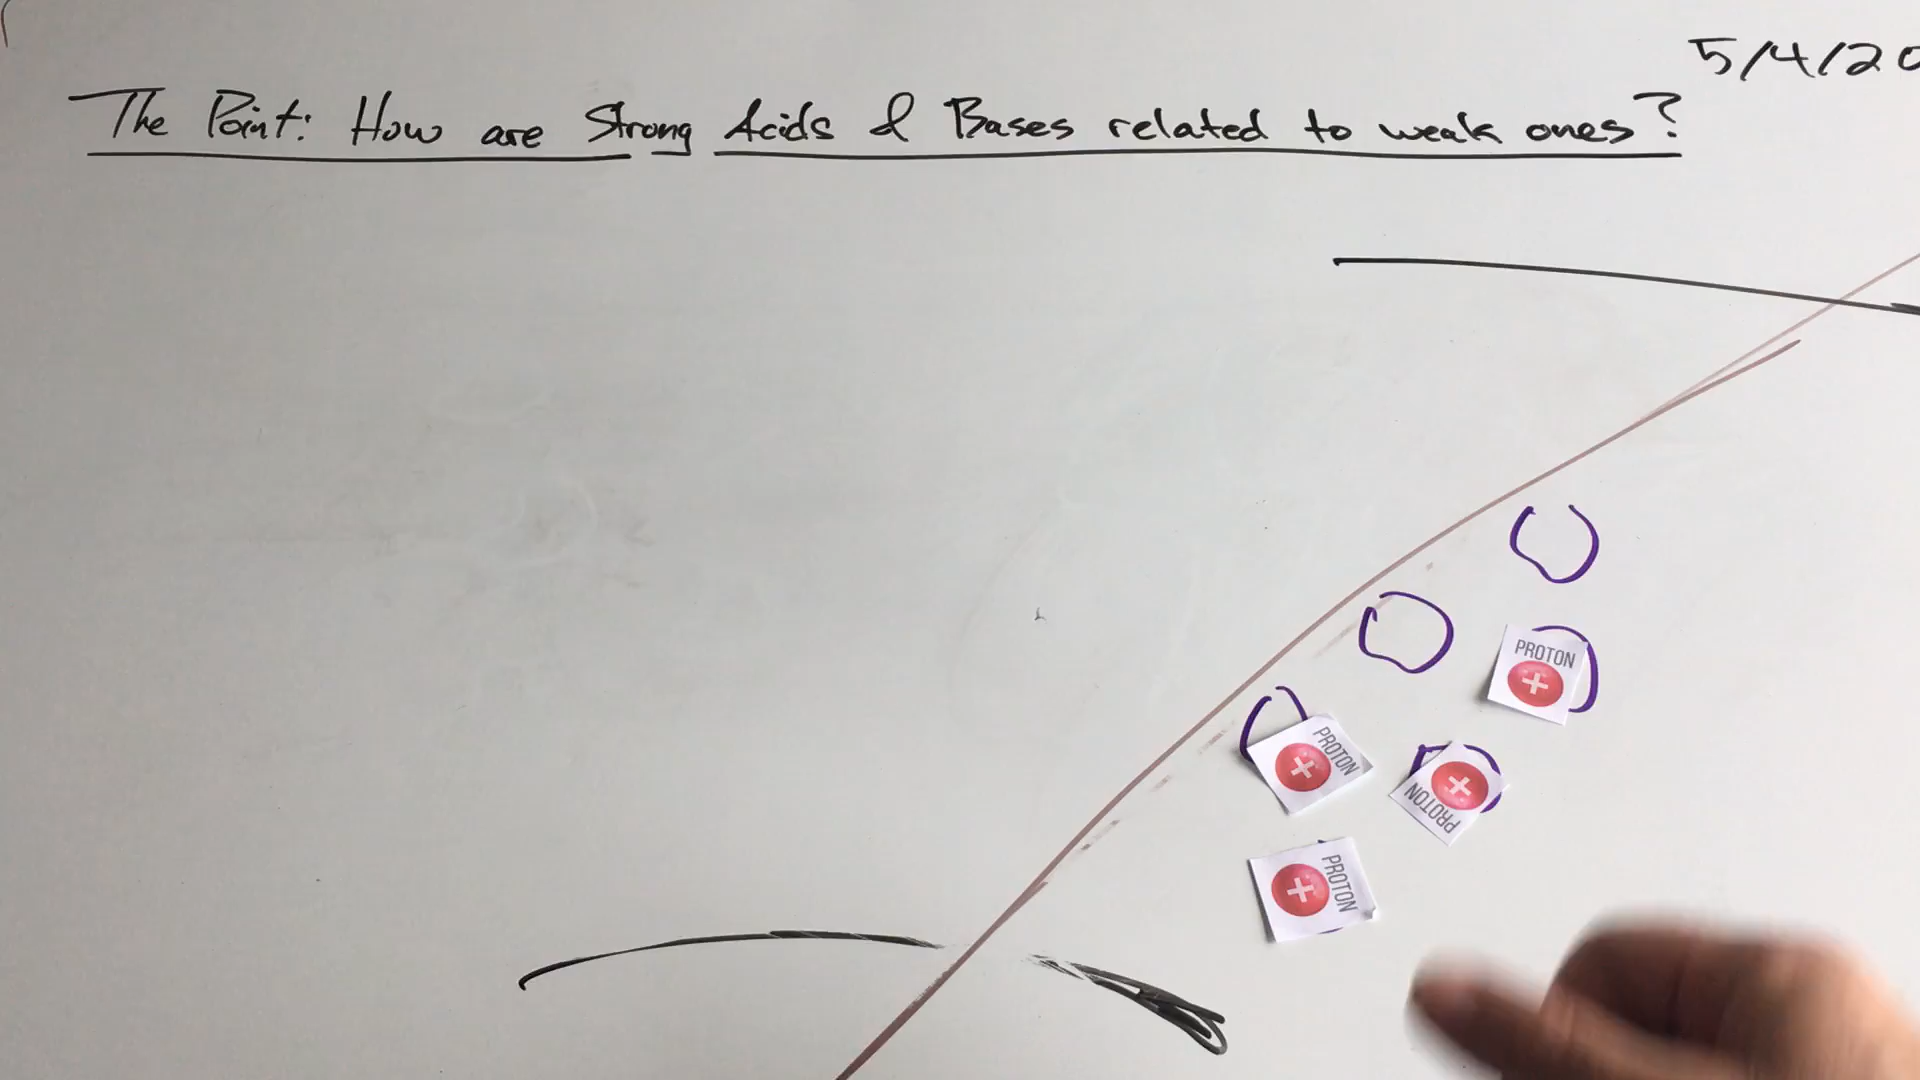 5/4/20
The Point: How are Strong Acids & Bases related to weak ones?
PROTON
PROTON
PROTON
PROTON